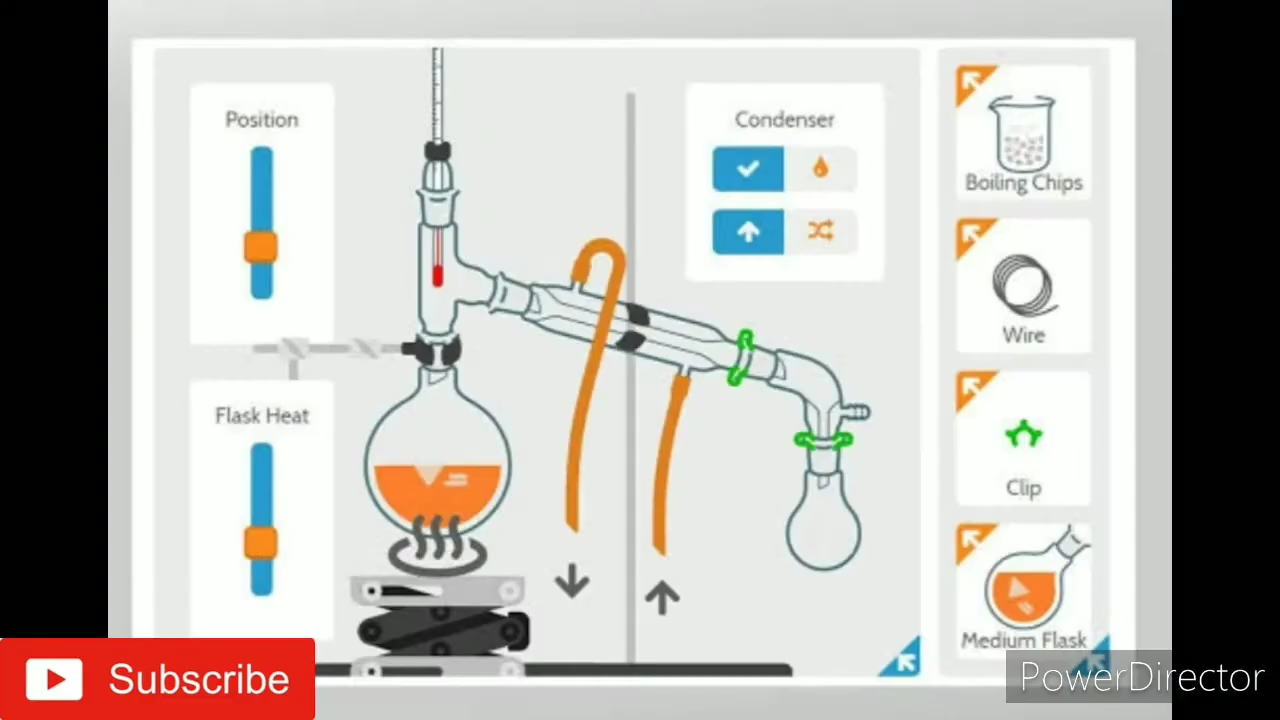 Position
Condenser
Boiling Chips
Wire
Flask Heat
Clip
Medium Flask
Subscribe
PowerDirector